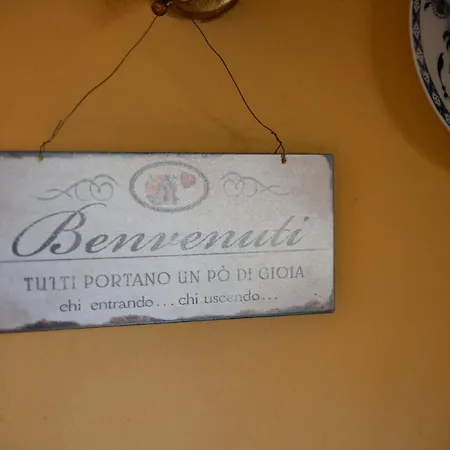 Benvenuti
TUTTI PORTANO UN PÒ DI GIOIA
chi entrando... chi uscendo...